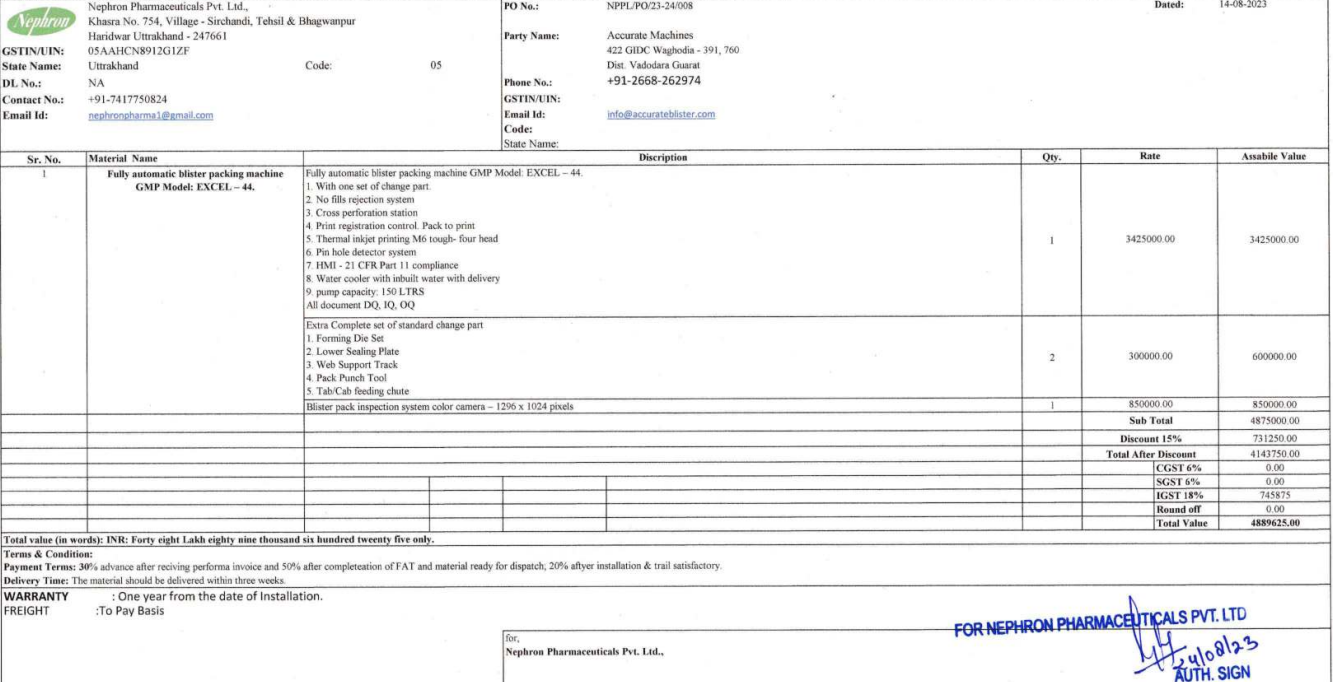 Nephron
Nephron Pharmaceuticals Pvt. Ltd.,
Khasra No. 754, Village - Sirchandi, Tehsil & Bhagwanpur
Haridwar Uttrakhand - 247661
GSTIN/UIN: 05AAHCN8912G1ZF
State Name: Uttrakhand Code: 05
DL No.: NA
Contact No.: +91-7417750824
Email Id: nephronpharma1@gmail.com
PO No.: NPPL/PO/23-24/008 Dated: 14-08-2023
Party Name: Accurate Machines
422 GIDC Waghodia - 391, 760
Dist. Vadodara Guarat
Phone No.: +91-2668-262974
GSTIN/UIN:
Email Id: info@accurateblister.com
Code:
State Name:
Sr. No. Material Name Discription Qty. Rate Assabile Value
1 Fully automatic blister packing machine GMP Model: EXCEL – 44.
Fully automatic blister packing machine GMP Model: EXCEL – 44.
1. With one set of change part.
2. No fills rejection system
3. Cross perforation station
4. Print registration control. Pack to print
5. Thermal inkjet printing M6 tough- four head
6. Pin hole detector system
7. HMI - 21 CFR Part 11 compliance
8. Water cooler with inbuilt water with delivery
9. pump capacity: 150 LTRS
All document DQ, IQ, OQ
1 3425000.00 3425000.00
Extra Complete set of standard change part
1. Forming Die Set
2. Lower Sealing Plate
3. Web Support Track
4. Pack Punch Tool
5. Tab/Cab feeding chute
2 300000.00 600000.00
Blister pack inspection system color camera – 1296 x 1024 pixels 1 850000.00 850000.00
Sub Total 4875000.00
Discount 15% 731250.00
Total After Discount 4143750.00
CGST 6% 0.00
SGST 6% 0.00
IGST 18% 745875
Round off 0.00
Total Value 4889625.00
Total value (in words): INR: Forty eight Lakh eighty nine thousand six hundred tweenty five only.
Terms & Condition:
Payment Terms: 30% advance after reciving performa invoice and 50% after completeation of FAT and material ready for dispatch, 20% aftyer installation & trail satisfactory.
Delivery Time: The material should be delivered within three weeks.
WARRANTY : One year from the date of Installation.
FREIGHT :To Pay Basis
for,
Nephron Pharmaceuticals Pvt. Ltd.,
FOR NEPHRON PHARMACEUTICALS PVT. LTD
24/08/23
AUTH. SIGN